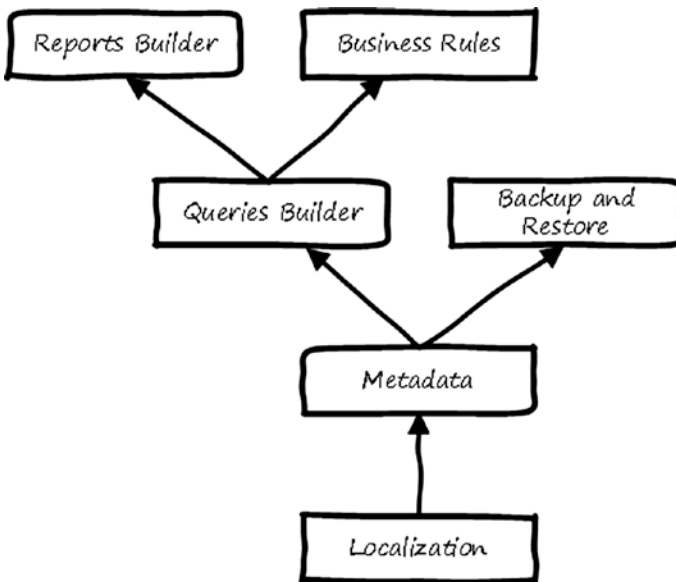 Reports Builder
Business Rules
Queries Builder
Backup and
Restore
Metadata
Localization